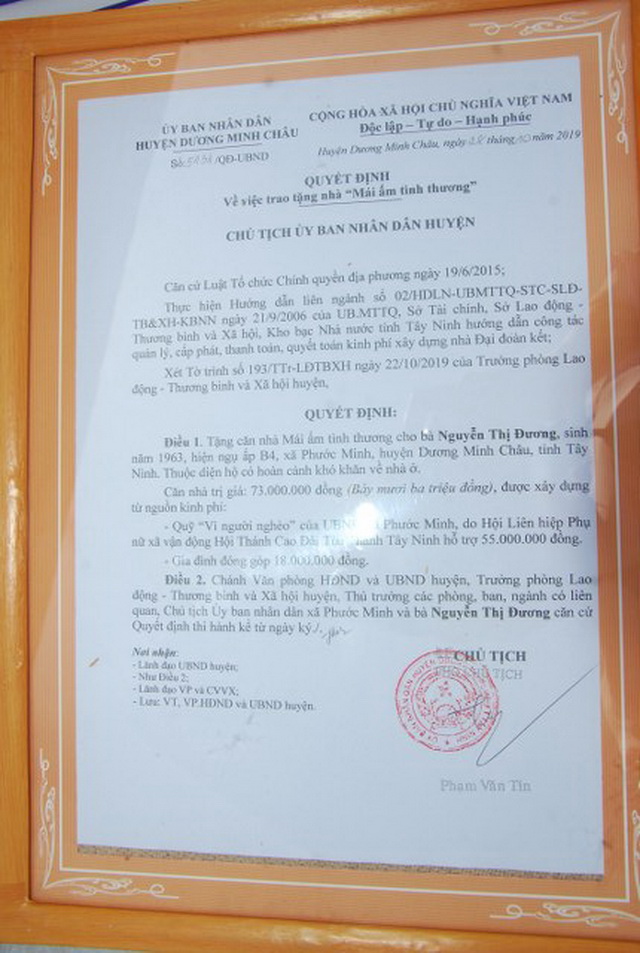 ỦY BAN NHÂN DÂN
HUYỆN DƯƠNG MINH CHÂU
Số: /QĐ-UBND
CỘNG HÒA XÃ HỘI CHỦ NGHĨA VIỆT NAM
Độc lập – Tự do – Hạnh phúc
Huyện Dương Minh Châu, ngày tháng 10 năm 2019
QUYẾT ĐỊNH
Về việc trao tặng nhà “Mái ấm tình thương”
CHỦ TỊCH ỦY BAN NHÂN DÂN HUYỆN
Căn cứ Luật Tổ chức Chính quyền địa phương ngày 19/6/2015;
Thực hiện Hướng dẫn liên ngành số 02/HDLN-UBMTTQ-STC-SLĐ-
TB&XH-KBNN ngày 21/9/2006 của UB.MTTQ, Sở Tài chính, Sở Lao động -
Thương binh và Xã hội, Kho bạc Nhà nước tỉnh Tây Ninh hướng dẫn công tác
quản lý, cấp phát, thanh toán, quyết toán kinh phí xây dựng nhà Đại đoàn kết;
Xét Tờ trình số 193/TTr-LĐTBXH ngày 22/10/2019 của Trưởng phòng Lao
động - Thương binh và Xã hội huyện,
QUYẾT ĐỊNH:
Điều 1. Tặng căn nhà Mái ấm tình thương cho bà Nguyễn Thị Đương, sinh
năm 1963, hiện ngụ ấp B4, xã Phước Minh, huyện Dương Minh Châu, tỉnh Tây
Ninh. Thuộc diện hộ có hoàn cảnh khó khăn về nhà ở.
Căn nhà trị giá: 73.000.000 đồng (Bảy mươi ba triệu đồng), được xây dựng
từ nguồn kinh phí:
- Quỹ “Vì người nghèo” của Phước Minh, do Hội Liên hiệp Phụ
nữ xã vận động Hội Thánh Cao Đài Tòa Thánh Tây Ninh hỗ trợ 55.000.000 đồng.
- Gia đình đóng góp 18.000.000 đồng.
Điều 2. Chánh Văn phòng HĐND và UBND huyện, Trưởng phòng Lao
động - Thương binh và Xã hội huyện, Thủ trưởng các phòng, ban, ngành có liên
quan, Chủ tịch Ủy ban nhân dân xã Phước Minh và bà Nguyễn Thị Đương căn cứ
Quyết định thi hành kể từ ngày ký./.
Nơi nhận:
- Lãnh đạo UBND huyện;
- Như Điều 2;
- Lãnh đạo VP và CVVX;
- Lưu: VT, VP.HĐND và UBND huyện.
CHỦ TỊCH
PHÓ CHỦ TỊCH
Phạm Văn Tín